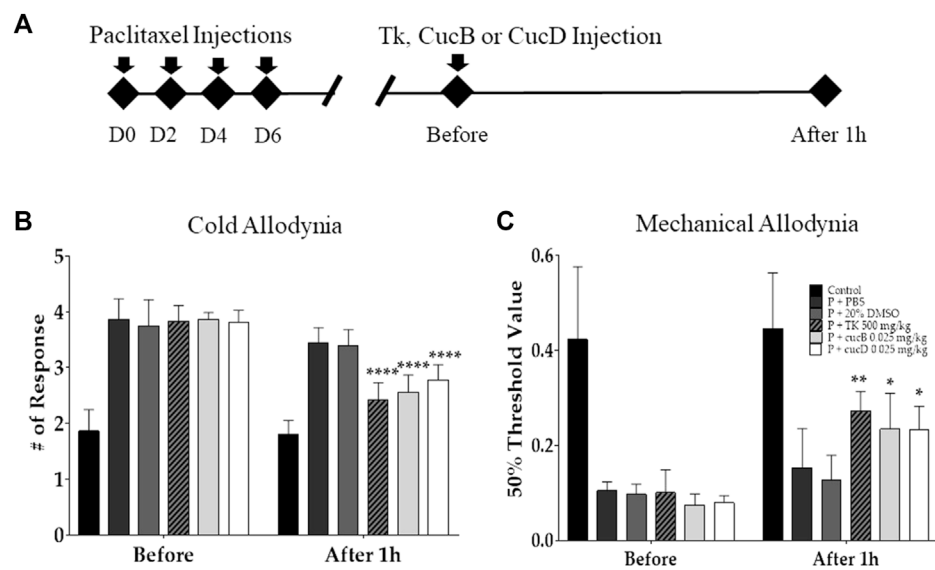 A
Paclitaxel Injections
Tk, CucB or CucD Injection
D0 D2 D4 D6
Before
After 1h
B
Cold Allodynia
# of Response
5
4
3
2
1
0
**** **** ****
Before
After 1h
C
Mechanical Allodynia
50% Threshold Value
0.6
0.4
0.2
0.0
Control
P + PBS
P + 20% DMSO
P + TK 500 mg/kg
P + cucB 0.025 mg/kg
P + cucD 0.025 mg/kg
** * *
Before
After 1h